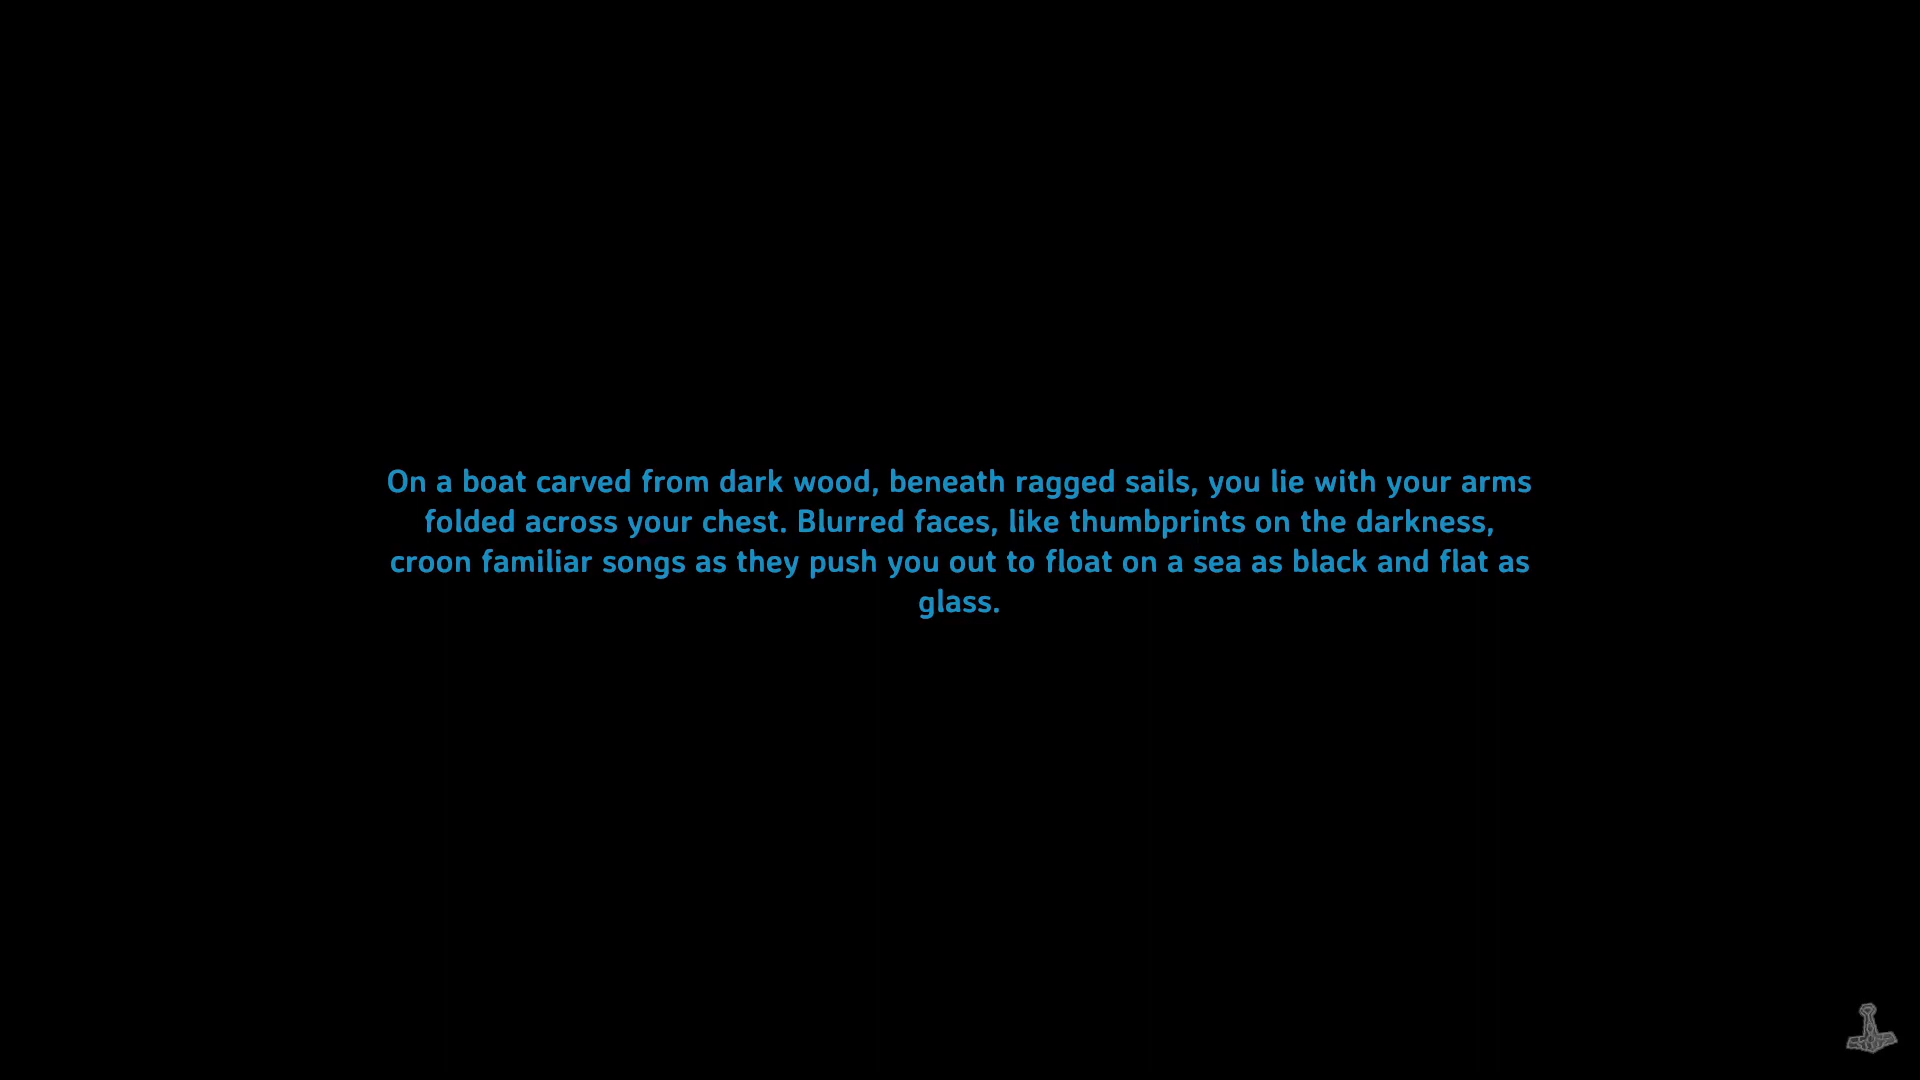 On a boat carved from dark wood, beneath ragged sails, you lie with your arms
folded across your chest. Blurred faces, like thumbprints on the darkness,
croon familiar songs as they push you out to float on a sea as black and flat as
glass.